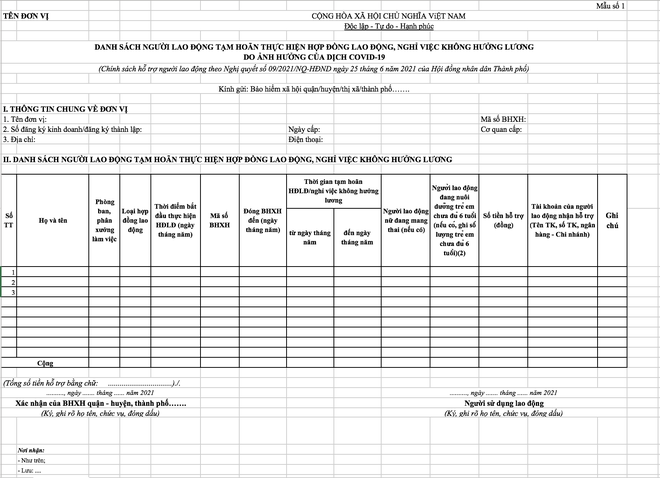 Mẫu số 1
TÊN ĐƠN VỊ
CỘNG HÒA XÃ HỘI CHỦ NGHĨA VIỆT NAM
Độc lập - Tự do - Hạnh phúc
DANH SÁCH NGƯỜI LAO ĐỘNG TẠM HOÃN THỰC HIỆN HỢP ĐỒNG LAO ĐỘNG, NGHỈ VIỆC KHÔNG HƯỞNG LƯƠNG
DO ẢNH HƯỞNG CỦA DỊCH COVID-19
(Chính sách hỗ trợ người lao động theo Nghị quyết số 09/2021/NQ-HĐND ngày 25 tháng 6 năm 2021 của Hội đồng nhân dân Thành phố)
Kính gửi: Bảo hiểm xã hội quận/huyện/thị xã/thành phố…….
I. THÔNG TIN CHUNG VỀ ĐƠN VỊ
1. Tên đơn vị:
Mã số BHXH:
2. Số đăng ký kinh doanh/đăng ký thành lập:
Ngày cấp:
Cơ quan cấp:
3. Địa chỉ:
Điện thoại:
II. DANH SÁCH NGƯỜI LAO ĐỘNG TẠM HOÃN THỰC HIỆN HỢP ĐỒNG LAO ĐỘNG, NGHỈ VIỆC KHÔNG HƯỞNG LƯƠNG
Số
TT
Họ và tên
Phòng
ban,
phân
xưởng
làm việc
Loại hợp
đồng lao
động
Thời điểm bắt
đầu thực hiện
HĐLĐ (ngày
tháng năm)
Mã số
BHXH
Đóng BHXH
đến (ngày
tháng năm)
Thời gian tạm hoãn
HĐLĐ/nghỉ việc không hưởng
lương
từ ngày tháng
năm
đến ngày tháng
năm
Người lao động
nữ đang mang
thai (nếu có)
Người lao động
đang nuôi
dưỡng trẻ em
chưa đủ 6 tuổi
(nếu có, ghi số
lượng trẻ em
chưa đủ 6
tuổi)(2)
Số tiền hỗ trợ
(đồng)
Tài khoản của người
lao động nhận hỗ trợ
(Tên TK, số TK, ngân
hàng - Chi nhánh)
Ghi
chú
1
2
3
Cộng
(Tổng số tiền hỗ trợ bằng chữ: ................................)./.
.........., ngày ....... tháng ...... năm 2021
.........., ngày ....... tháng ...... năm 2021
Xác nhận của BHXH quận - huyện, thành phố…….
Người sử dụng lao động
(Ký, ghi rõ họ tên, chức vụ, đóng dấu)
(Ký, ghi rõ họ tên, chức vụ, đóng dấu)
Nơi nhận:
- Như trên;
- Lưu: ....